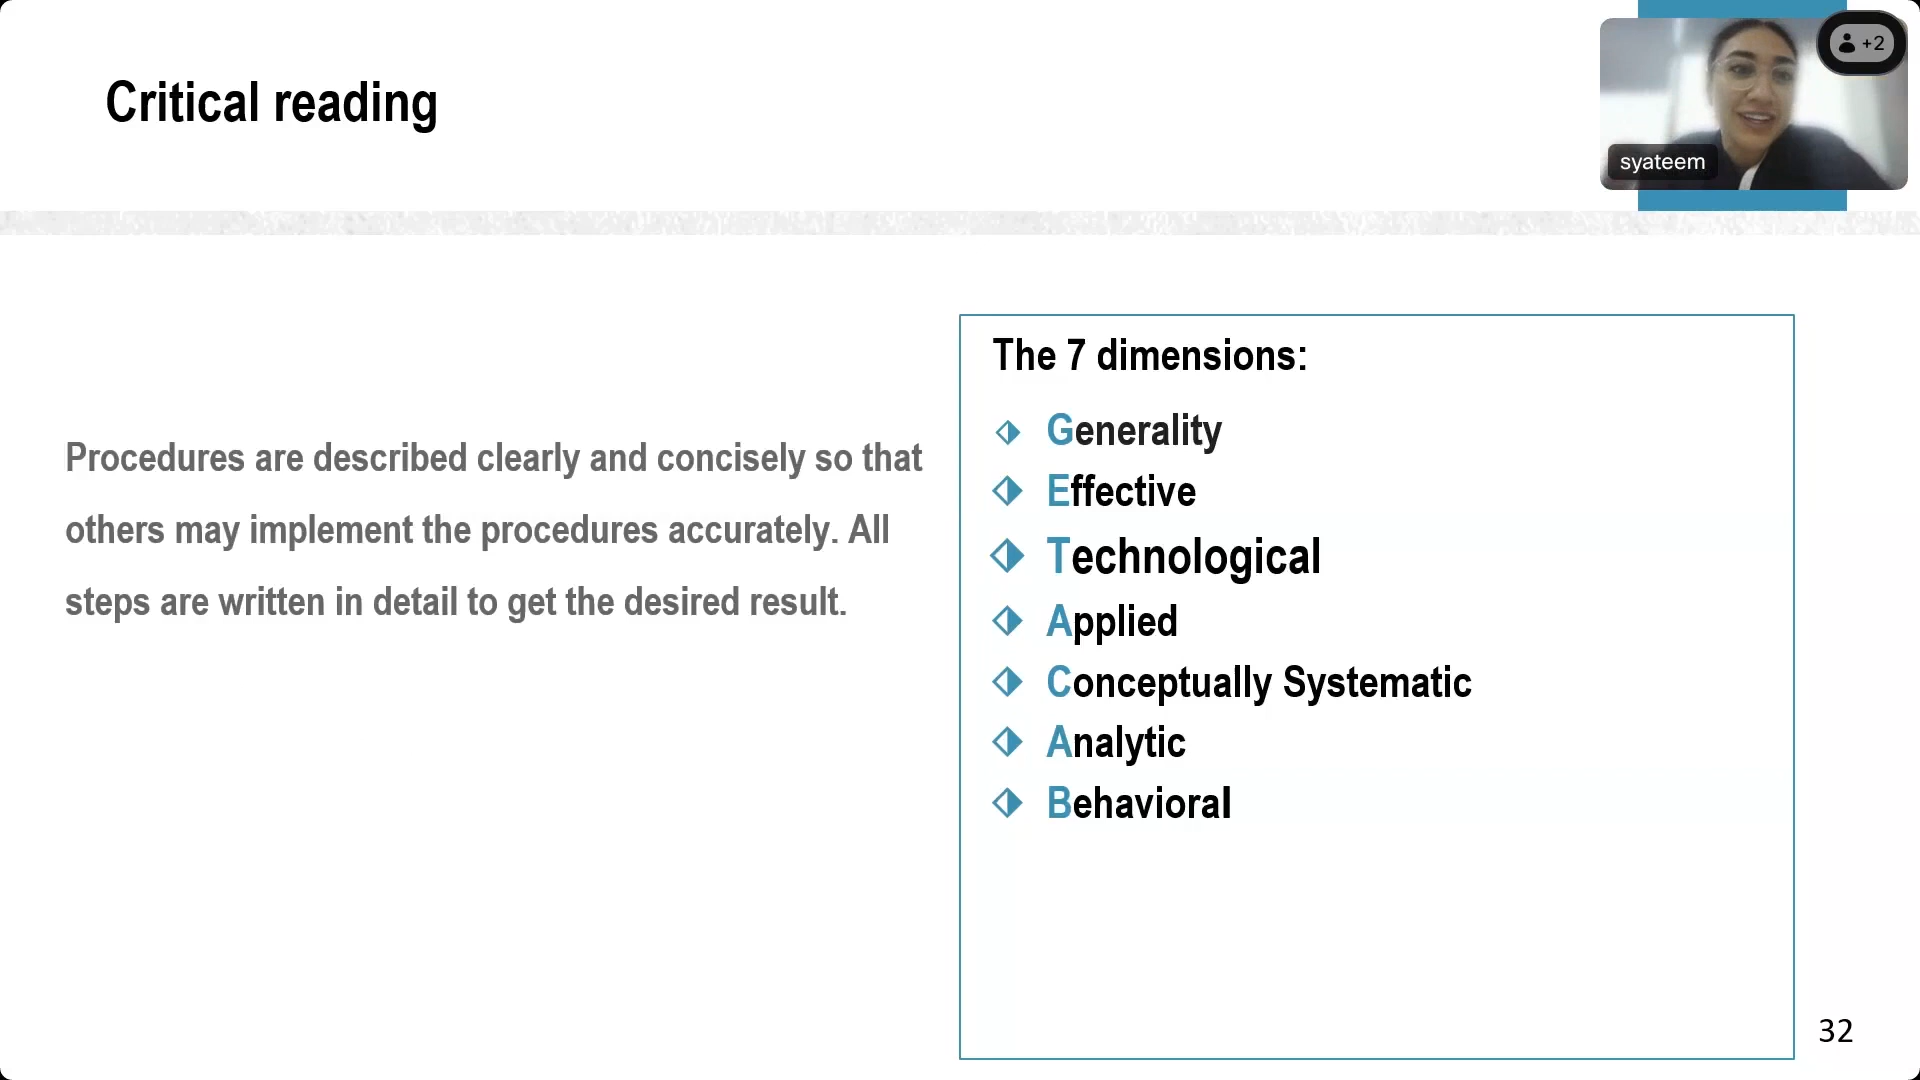 Critical reading
+2
syateem
Procedures are described clearly and concisely so that
others may implement the procedures accurately. All
steps are written in detail to get the desired result.
The 7 dimensions:
Generality
Effective
Technological
Applied
Conceptually Systematic
Analytic
Behavioral
32